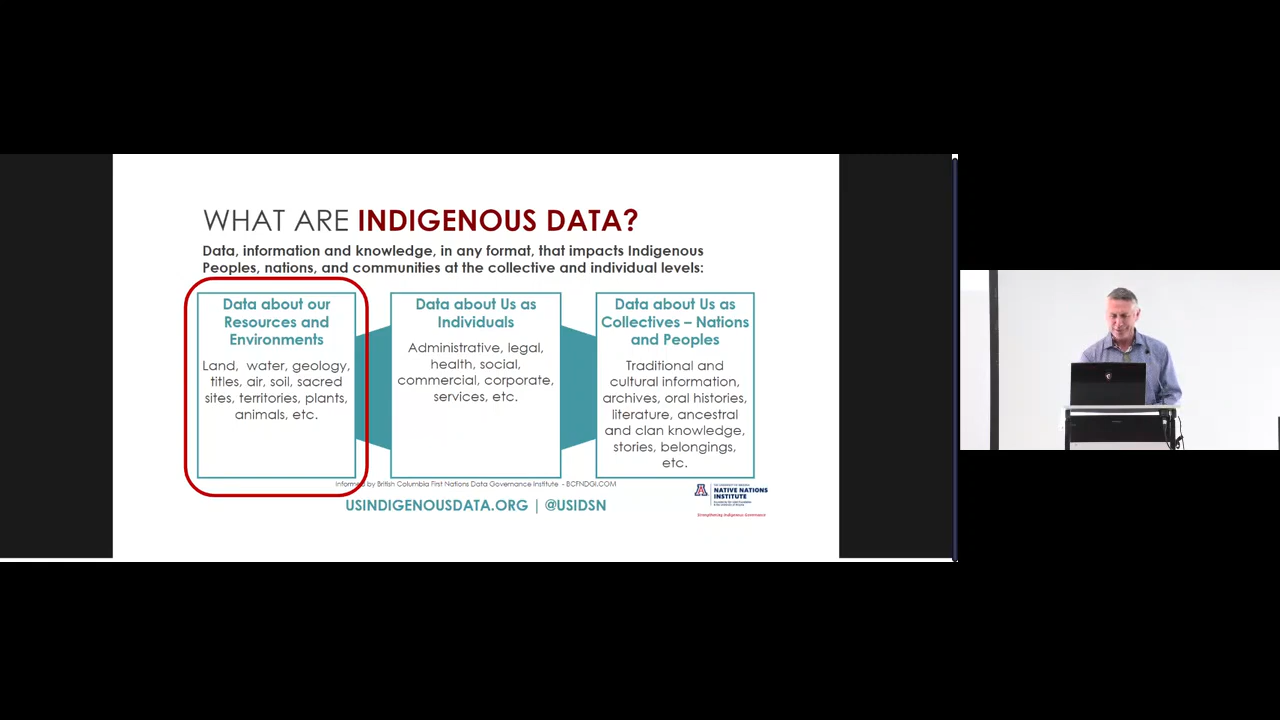 WHAT ARE INDIGENOUS DATA?
Data, information and knowledge, in any format, that impacts Indigenous
Peoples, nations, and communities at the collective and individual levels:
Data about our
Resources and
Environments
Land, water, geology,
titles, air, soil, sacred
sites, territories, plants,
animals, etc.
Data about Us as
Individuals
Administrative, legal,
health, social,
commercial, corporate,
services, etc.
Data about Us as
Collectives – Nations
and Peoples
Traditional and
cultural information,
archives, oral histories,
literature, ancestral
and clan knowledge,
stories, belongings,
etc.
Informed by British Columbia First Nations Data Governance Institute - BCFNDGI.COM
USINDIGENOUSDATA.ORG | @USIDSN
A
NATIVE NATIONS
INSTITUTE
Strengthening Indigenous Governance